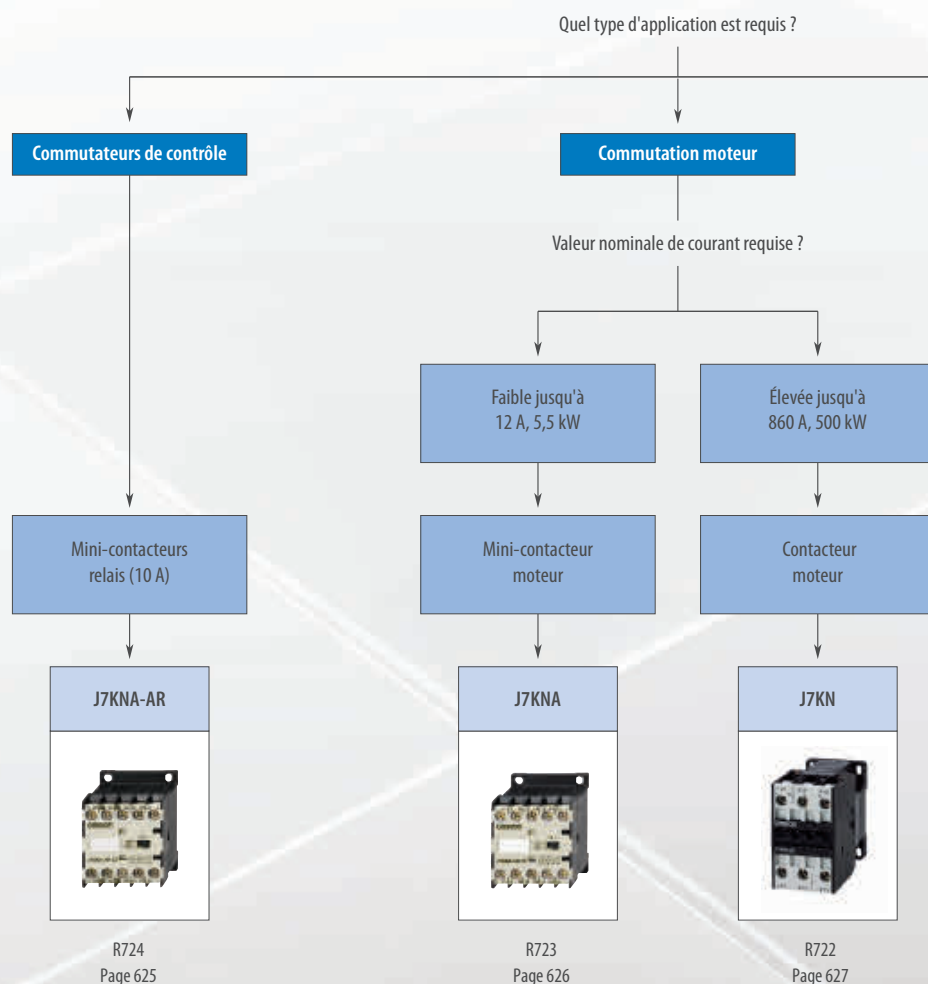 Quel type d'application est requis ?
Commutateurs de contrôle
Commutation moteur
Valeur nominale de courant requise ?
Faible jusqu'à
12 A, 5,5 kW
Élevée jusqu'à
860 A, 500 kW
Mini-contacteurs
relais (10 A)
Mini-contacteur
moteur
Contacteur
moteur
J7KNA-AR
J7KNA
J7KN
R724
Page 625
R723
Page 626
R722
Page 627